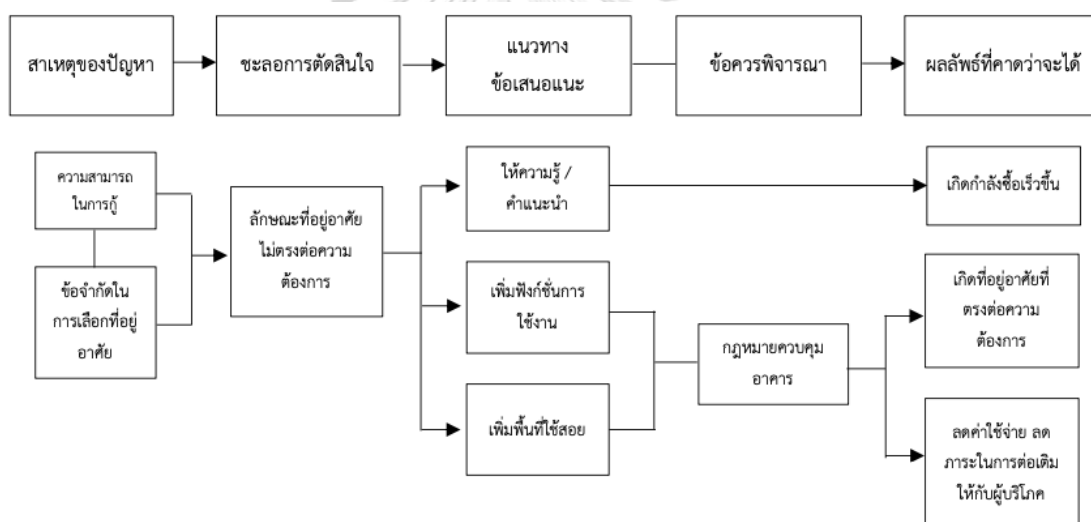 สาเหตุของปัญหา
ชะลอการตัดสินใจ
แนวทาง
ข้อเสนอแนะ
ข้อควรพิจารณา
ผลลัพธ์ที่คาดว่าจะได้
ความสามารถ
ในการกู้
ข้อจำกัดใน
การเลือกที่อยู่
อาศัย
ลักษณะที่อยู่อาศัย
ไม่ตรงต่อความ
ต้องการ
ให้ความรู้ /
คำแนะนำ
เพิ่มฟังก์ชั่นการ
ใช้งาน
เพิ่มพื้นที่ใช้สอย
กฎหมายควบคุม
อาคาร
เกิดกำลังซื้อเร็วขึ้น
เกิดที่อยู่อาศัยที่
ตรงต่อความ
ต้องการ
ลดค่าใช้จ่าย ลด
ภาระในการต่อเติม
ให้กับผู้บริโภค